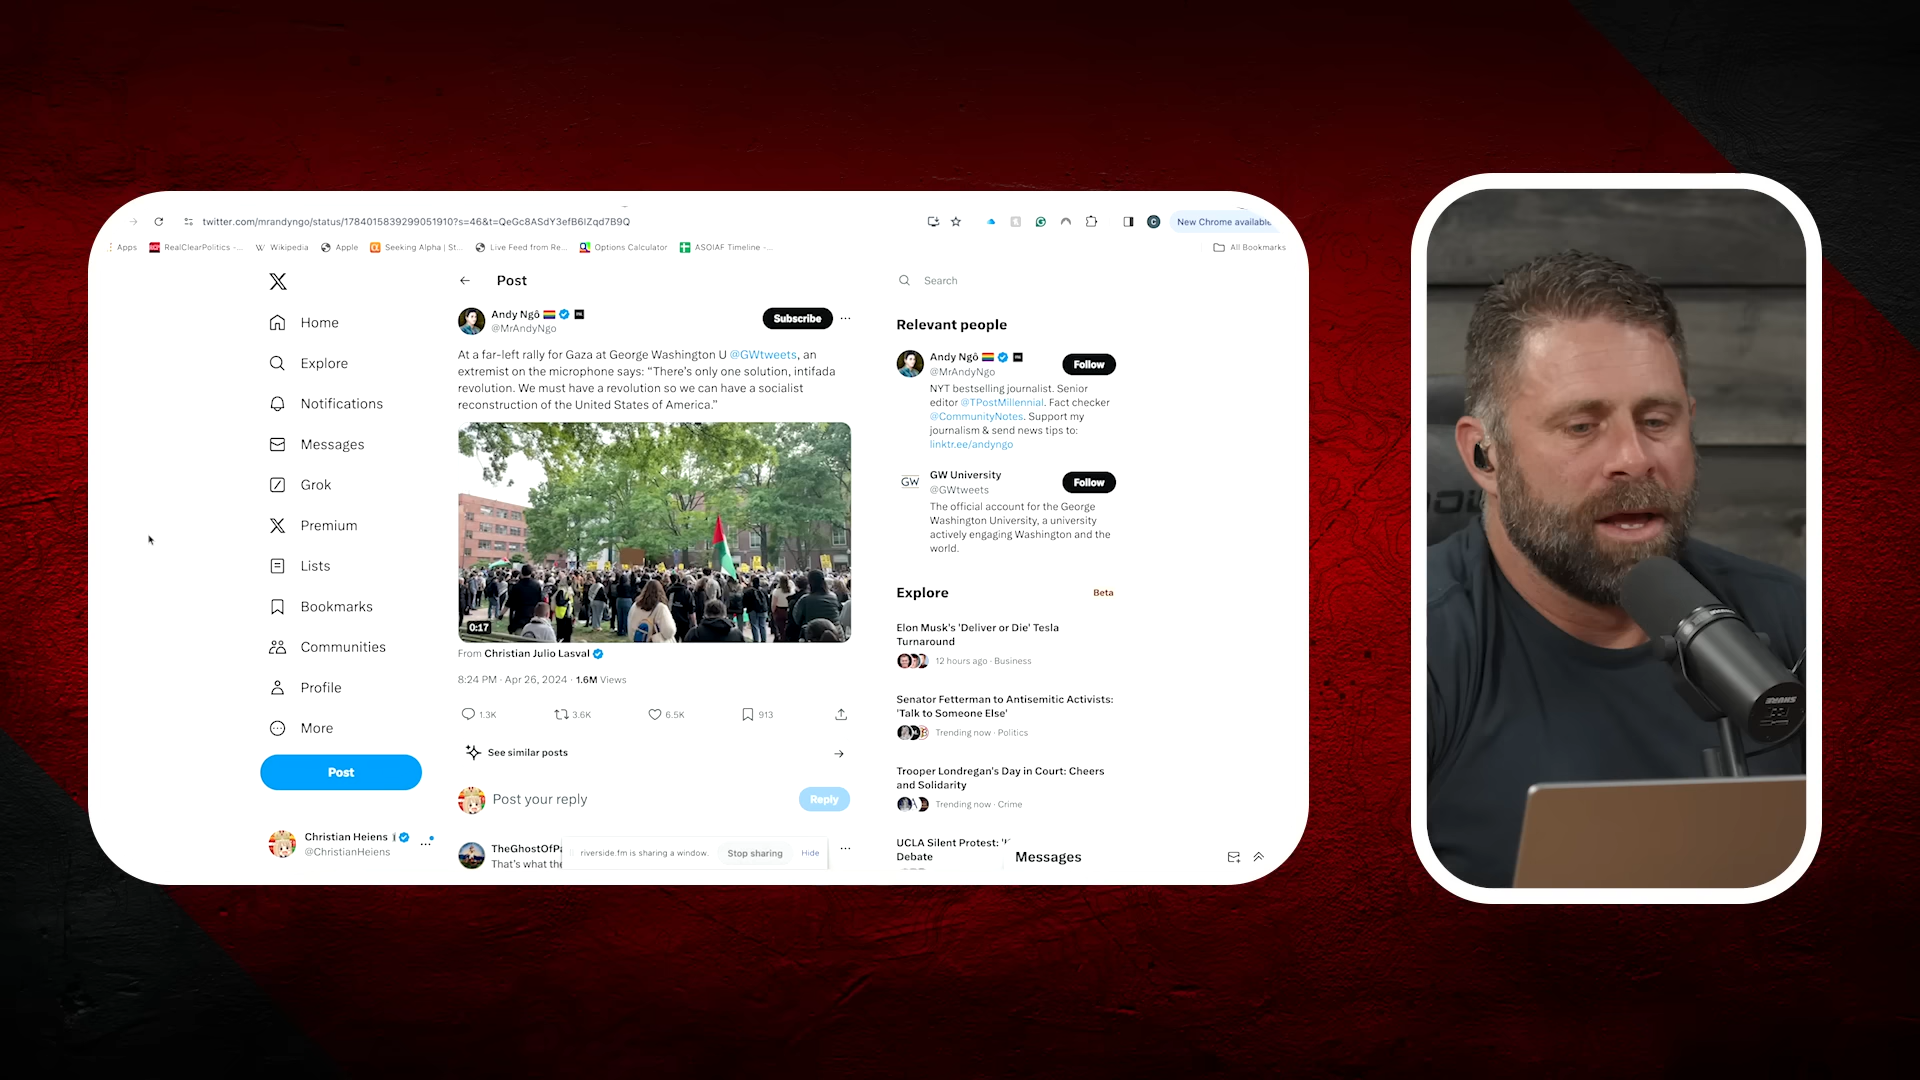 twitter.com/mrandyngo/status/1784015839299051910?s=46&t=QeGc8ASdY3efB6lZqd7B9Q
New Chrome available
Apps
RealClearPolitics -...
Wikipedia
Apple
Seeking Alpha | St...
Live Feed from Re...
Options Calculator
ASOIAF Timeline -...
All Bookmarks
Home
Explore
Notifications
Messages
Grok
Premium
Lists
Bookmarks
Communities
Profile
More
Post
Christian Heiens
@ChristianHeiens
Post
Andy Ngô
@MrAndyNgo
Subscribe
At a far-left rally for Gaza at George Washington U @GWtweets, an
extremist on the microphone says: "There's only one solution, intifada
revolution. We must have a revolution so we can have a socialist
reconstruction of the United States of America."
0:17
From Christian Julio Lasval
8:24 PM · Apr 26, 2024 · 1.6M Views
1.3K
3.6K
6.5K
913
See similar posts
Post your reply
Reply
TheGhostOfPa
That's what the
riverside.fm is sharing a window.
Stop sharing
Hide
Search
Relevant people
Andy Ngô
@MrAndyNgo
Follow
NYT bestselling journalist. Senior
editor @TPostMillennial. Fact checker
@CommunityNotes. Support my
journalism & send news tips to:
linktr.ee/andyngo
GW
GW University
@GWtweets
Follow
The official account for the George
Washington University, a university
actively engaging Washington and the
world.
Explore
Beta
Elon Musk's 'Deliver or Die' Tesla
Turnaround
12 hours ago · Business
Senator Fetterman to Antisemitic Activists:
'Talk to Someone Else'
Trending now · Politics
Trooper Londregan's Day in Court: Cheers
and Solidarity
Trending now · Crime
UCLA Silent Protest:
Debate
Messages